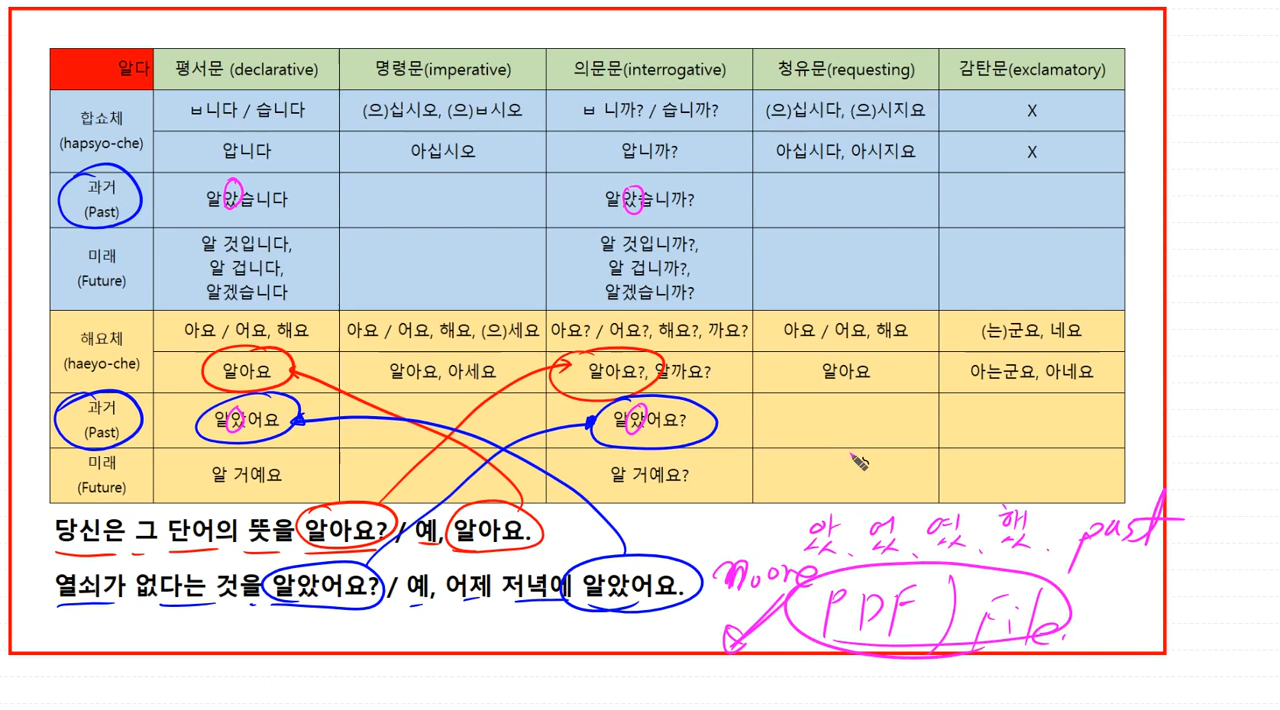 알다 평서문 (declarative) 명령문(imperative) 의문문(interrogative) 청유문(requesting) 감탄문(exclamatory)
합쇼체 (hapsyo-che) ㅂ니다 / 습니다 (으)십시오, (으)ㅂ시오 ㅂ 니까? / 습니까? (으)십시다, (으)시지요 X
압니다 아십시오 압니까? 아십시다, 아시지요 X
과거 (Past) 알았습니다 알았습니까?
미래 (Future) 알 것입니다, 알 것입니까?,
알 겁니다, 알 겁니까?,
알겠습니다 알겠습니까?
해요체 (haeyo-che) 아요 / 어요, 해요 아요 / 어요, 해요, (으)세요 아요? / 어요?, 해요?, 까요? 아요 / 어요, 해요 (는)군요, 네요
알아요 알아요, 아세요 알아요?, 알까요? 알아요 아는군요, 아네요
과거 (Past) 알았어요 알았어요?
미래 (Future) 알 거예요 알 거예요?
당신은 그 단어의 뜻을 알아요? / 예, 알아요.
았, 었, 였, 했. past
열쇠가 없다는 것을 알았어요? / 예, 어제 저녁에 알았어요.
more
PDF) File.